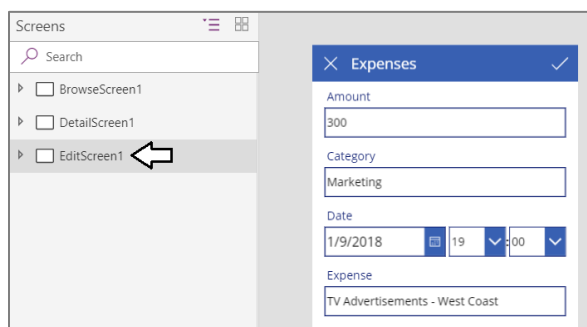 Screens
Search
BrowseScreen1
DetailScreen1
EditScreen1
Expenses
Amount
300
Category
Marketing
Date
1/9/2018 19 : 00
Expense
TV Advertisements - West Coast